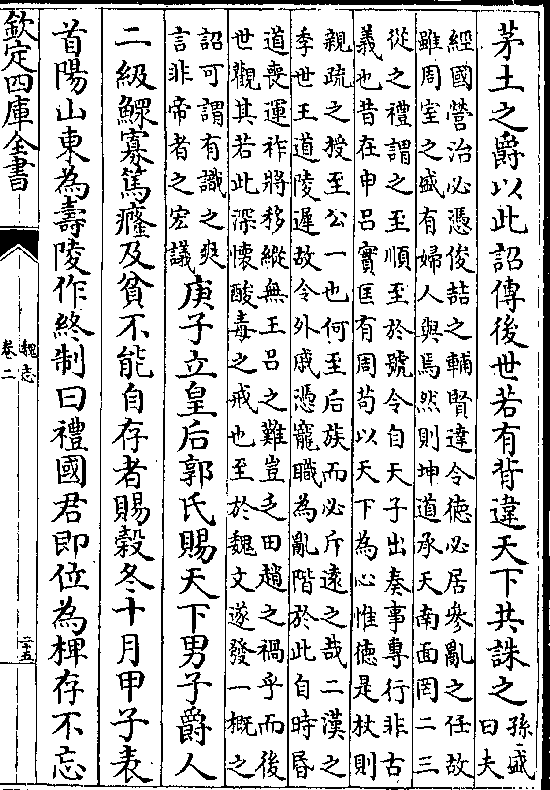 茅土之爵以此詔傳後世若有背違天下共誅之孫盛
曰夫
經國營治必憑俊喆之輔賢達令徳必居參亂之任故
雖周室之盛有婦人與焉然則坤道承天南面罔二三
從之禮謂之至順至於號令自天子出奏事專行非古
義也昔在申吕實匡有周苟以天下為心惟徳是杖則
親疏之授至公一也何至后族而必斥遠之哉二漢之
季世王道陵遲故令外戚憑寵職為亂階於此自時昏
道喪運祚將移縱無王吕之難豈乏田趙之禍乎而後
世觀其若此深懐酸毒之戒也至於魏文遂發一概之
詔可謂有識之爽
言非帝者之宏議
庚子立皇后郭氏賜天下男子爵人
二級鰥寡篤癃及貧不能自存者賜榖冬十月甲子表
首陽山東為壽陵作終制曰禮國君即位為椑存不忘
欽定四庫全書
魏志
卷二
二十五